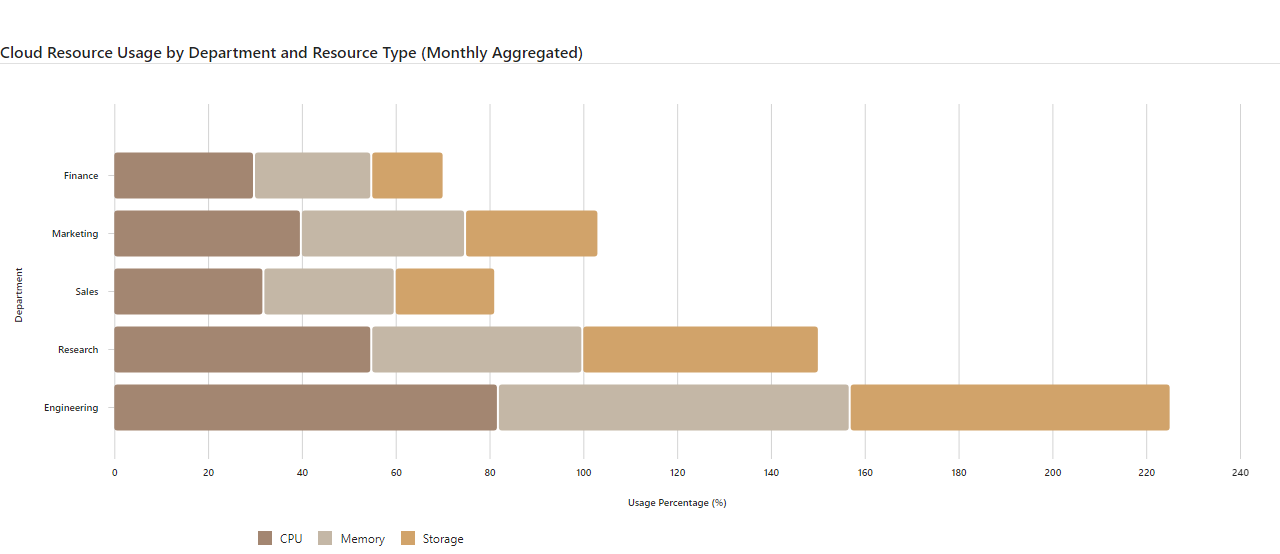 Cloud Resource Usage by Department and Resource Type (Monthly Aggregated)
Finance
Marketing
Sales
Research
Engineering
Department
0 20 40 60 80 100 120 140 160 180 200 220 240
Usage Percentage (%)
CPU Memory Storage